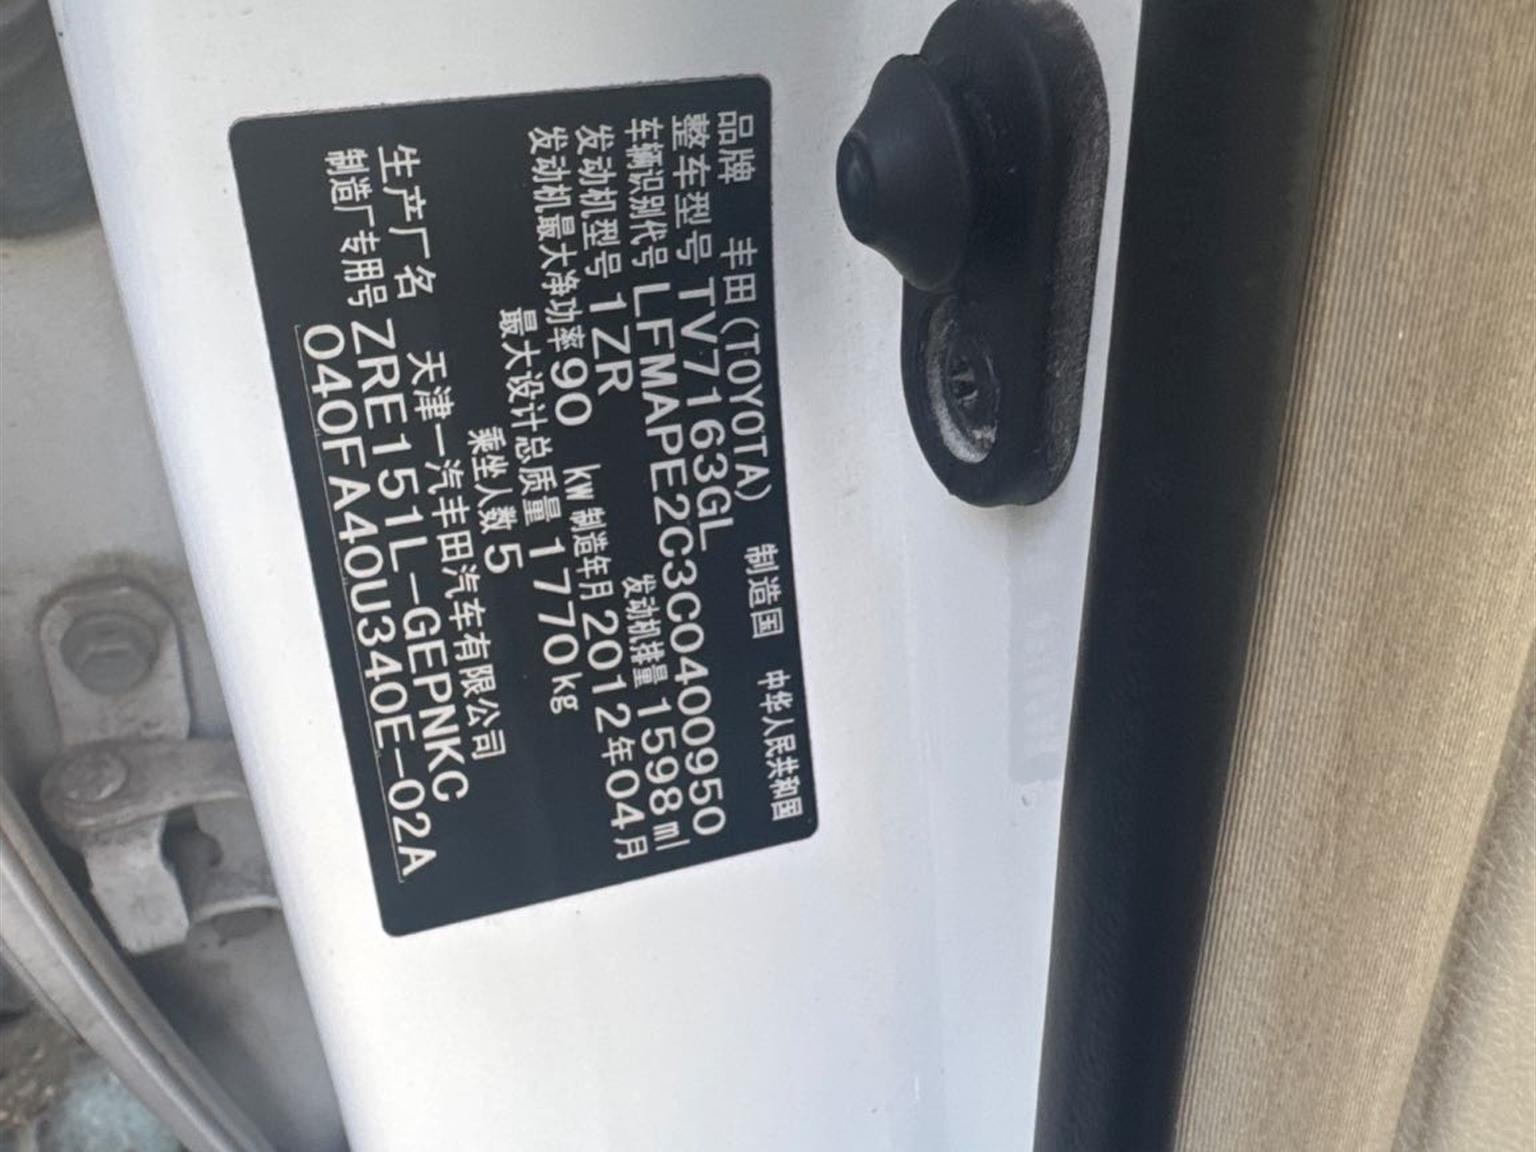 品牌 丰田(TOYOTA) 制造国 中华人民共和国
整车型号 TV7163GL
车辆识别代号 LFMAPE2C3C0400950
发动机型号 1ZR 发动机排量 1598ml
发动机最大净功率 90 kW 制造年月 2012年04月
最大设计总质量 1770kg
乘坐人数 5
生产厂名 天津一汽丰田汽车有限公司
制造厂专用号 ZRE151L-GEPNKC
040FA40U340E-02A